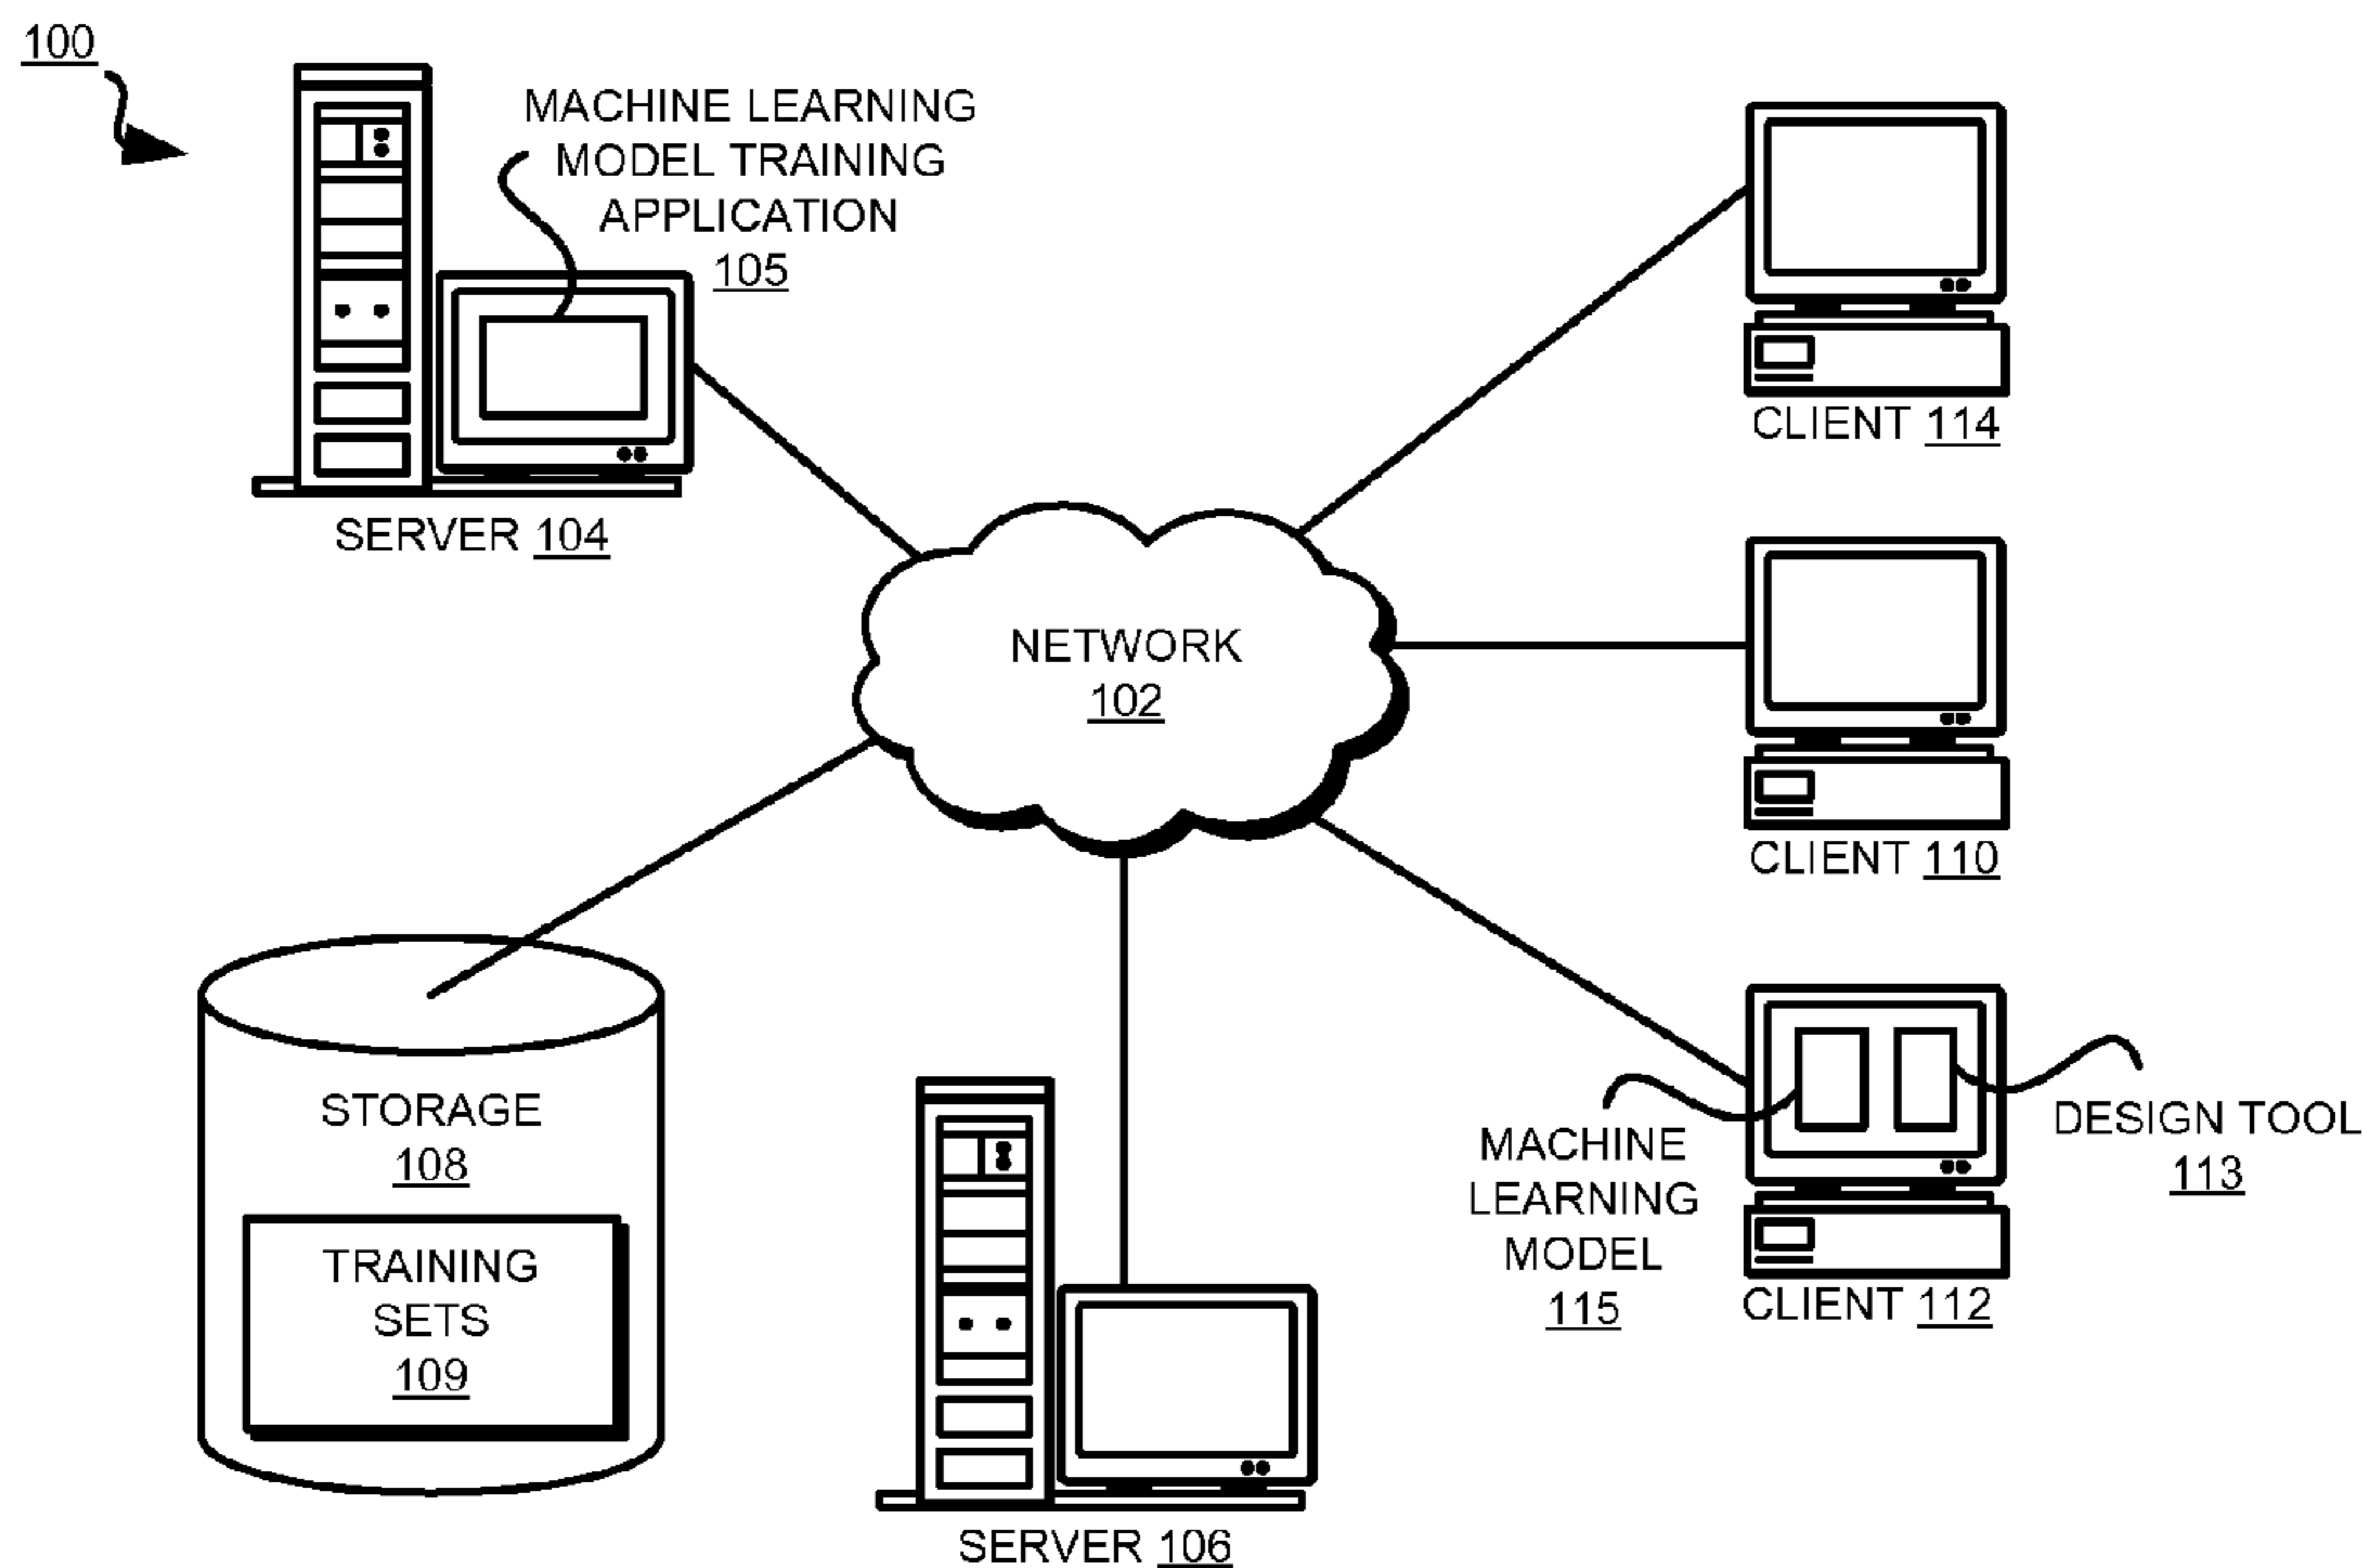 100
MACHINE LEARNING
MODEL TRAINING
APPLICATION
105
SERVER 104
CLIENT 114
NETWORK
102
CLIENT 110
STORAGE
108
TRAINING
SETS
109
SERVER 106
MACHINE
LEARNING
MODEL
115
DESIGN TOOL
113
CLIENT 112